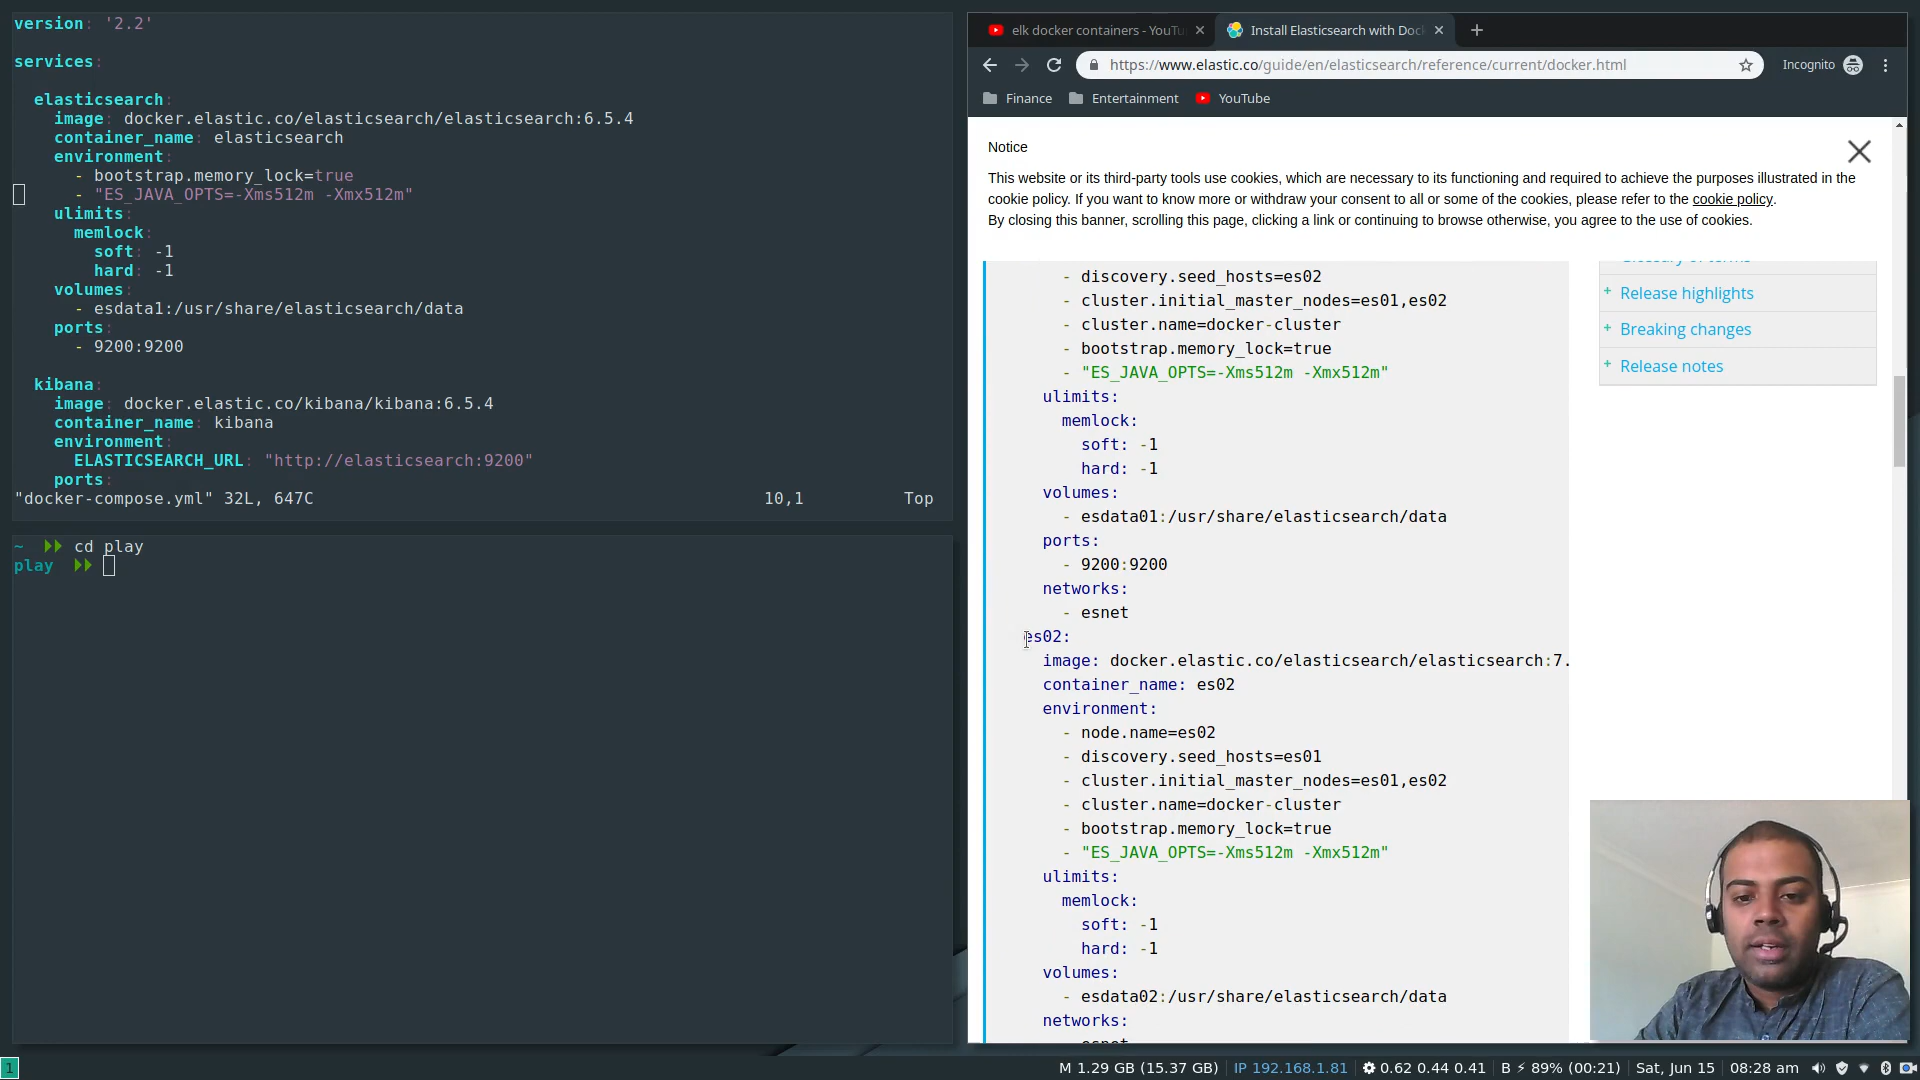 version: '2.2'
services:
elasticsearch:
image: docker.elastic.co/elasticsearch/elasticsearch:6.5.4
container_name: elasticsearch
environment:
- bootstrap.memory_lock=true
- "ES_JAVA_OPTS=-Xms512m -Xmx512m"
ulimits:
memlock:
soft: -1
hard: -1
volumes:
- esdata1:/usr/share/elasticsearch/data
ports:
- 9200:9200
kibana:
image: docker.elastic.co/kibana/kibana:6.5.4
container_name: kibana
environment:
ELASTICSEARCH_URL: "http://elasticsearch:9200"
ports:
"docker-compose.yml" 32L, 647C 10,1 Top
~ cd play
play
elk docker containers - YouTu
Install Elasticsearch with Doc
https://www.elastic.co/guide/en/elasticsearch/reference/current/docker.html
Incognito
Finance Entertainment YouTube
Notice
This website or its third-party tools use cookies, which are necessary to its functioning and required to achieve the purposes illustrated in the
cookie policy. If you want to know more or withdraw your consent to all or some of the cookies, please refer to the cookie policy.
By closing this banner, scrolling this page, clicking a link or continuing to browse otherwise, you agree to the use of cookies.
- discovery.seed_hosts=es02
- cluster.initial_master_nodes=es01,es02
- cluster.name=docker-cluster
- bootstrap.memory_lock=true
- "ES_JAVA_OPTS=-Xms512m -Xmx512m"
ulimits:
memlock:
soft: -1
hard: -1
volumes:
- esdata01:/usr/share/elasticsearch/data
ports:
- 9200:9200
networks:
- esnet
es02:
image: docker.elastic.co/elasticsearch/elasticsearch:7.
container_name: es02
environment:
- node.name=es02
- discovery.seed_hosts=es01
- cluster.initial_master_nodes=es01,es02
- cluster.name=docker-cluster
- bootstrap.memory_lock=true
- "ES_JAVA_OPTS=-Xms512m -Xmx512m"
ulimits:
memlock:
soft: -1
hard: -1
volumes:
- esdata02:/usr/share/elasticsearch/data
networks:
+ Release highlights
+ Breaking changes
+ Release notes
1
M 1.29 GB (15.37 GB) IP 192.168.1.81 0.62 0.44 0.41 B ⚡ 89% (00:21) Sat, Jun 15 08:28 am